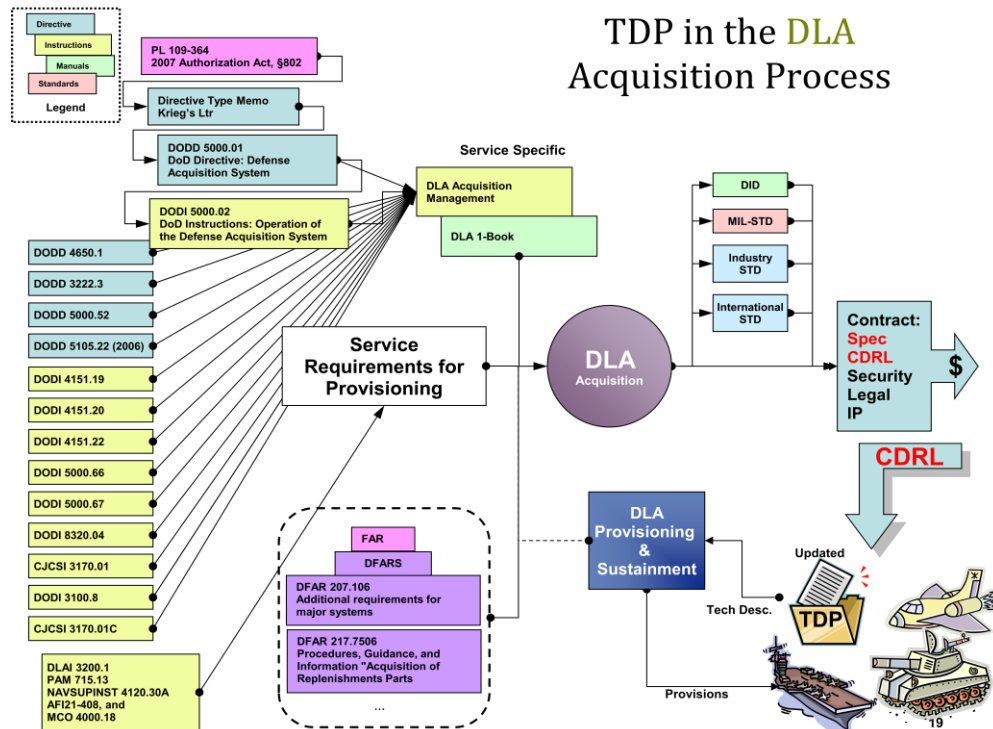 TDP in the DLA
Acquisition Process
Directive
Instructions
Manuals
Standards
Legend
PL 109-364
2007 Authorization Act, §802
Directive Type Memo
Krieg's Ltr
DODD 5000.01
DoD Directive: Defense
Acquisition System
DODI 5000.02
DoD Instructions: Operation of
the Defense Acquisition System
DODD 4650.1
DODD 3222.3
DODD 5000.52
DODD 5105.22 (2006)
DODI 4151.19
DODI 4151.20
DODI 4151.22
DODI 5000.66
DODI 5000.67
DODI 8320.04
CJCSI 3170.01
DODI 3100.8
CJCSI 3170.01C
DLAI 3200.1
PAM 715.13
NAVSUPINST 4120.30A
AFI21-408, and
MCO 4000.18
Service Specific
DLA Acquisition
Management
DLA 1-Book
Service
Requirements for
Provisioning
FAR
DFARS
DFAR 207.106
Additional requirements for
major systems
DFAR 217.7506
Procedures, Guidance, and
Information "Acquisition of
Replenishments Parts
...
DLA
Acquisition
DID
MIL-STD
Industry
STD
International
STD
Contract:
Spec
CDRL
Security
Legal
IP
$
CDRL
DLA
Provisioning
&
Sustainment
Updated
TDP
Tech Desc.
Provisions
19